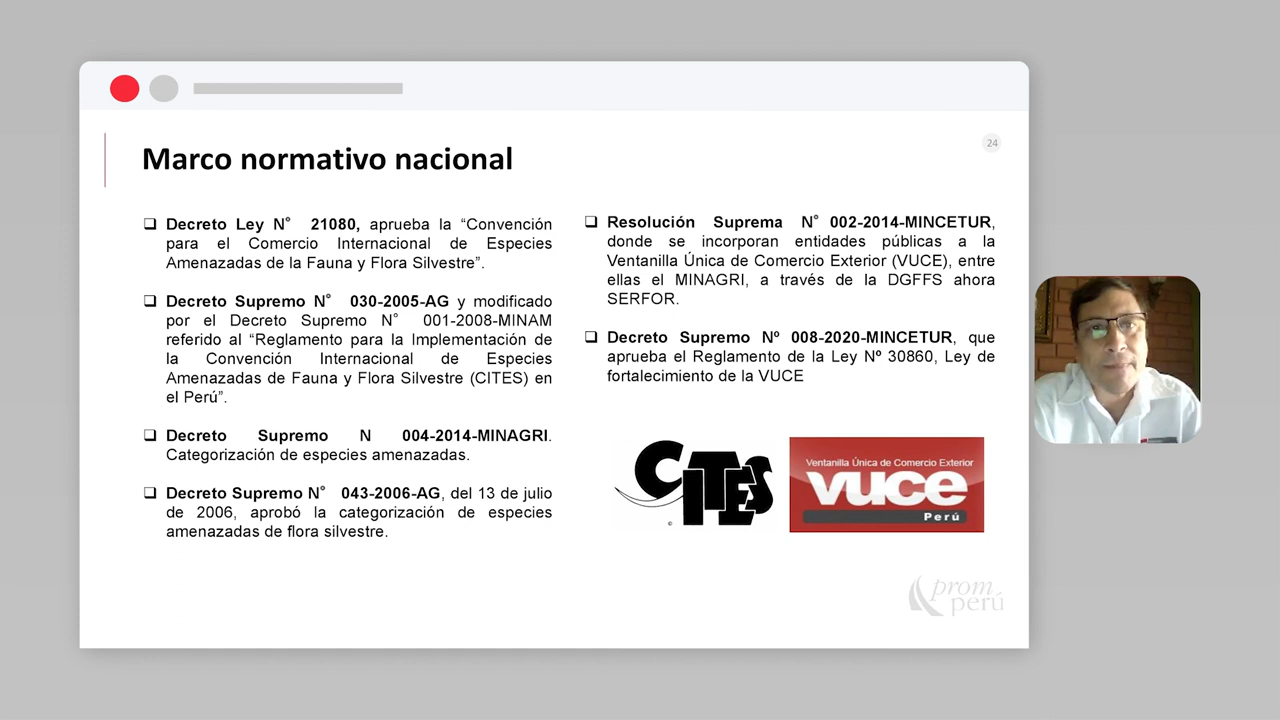 Marco normativo nacional
24
❑ Decreto Ley N° 21080, aprueba la “Convención
para el Comercio Internacional de Especies
Amenazadas de la Fauna y Flora Silvestre”.
❑ Decreto Supremo N° 030-2005-AG y modificado
por el Decreto Supremo N° 001-2008-MINAM
referido al “Reglamento para la Implementación de
la Convención Internacional de Especies
Amenazadas de Fauna y Flora Silvestre (CITES) en
el Perú”.
❑ Decreto Supremo N 004-2014-MINAGRI.
Categorización de especies amenazadas.
❑ Decreto Supremo N° 043-2006-AG, del 13 de julio
de 2006, aprobó la categorización de especies
amenazadas de flora silvestre.
❑ Resolución Suprema N° 002-2014-MINCETUR,
donde se incorporan entidades públicas a la
Ventanilla Única de Comercio Exterior (VUCE), entre
ellas el MINAGRI, a través de la DGFFS ahora
SERFOR.
❑ Decreto Supremo Nº 008-2020-MINCETUR, que
aprueba el Reglamento de la Ley Nº 30860, Ley de
fortalecimiento de la VUCE
CITES
©
Ventanilla Única de Comercio Exterior
vuce
Perú
prom
perú